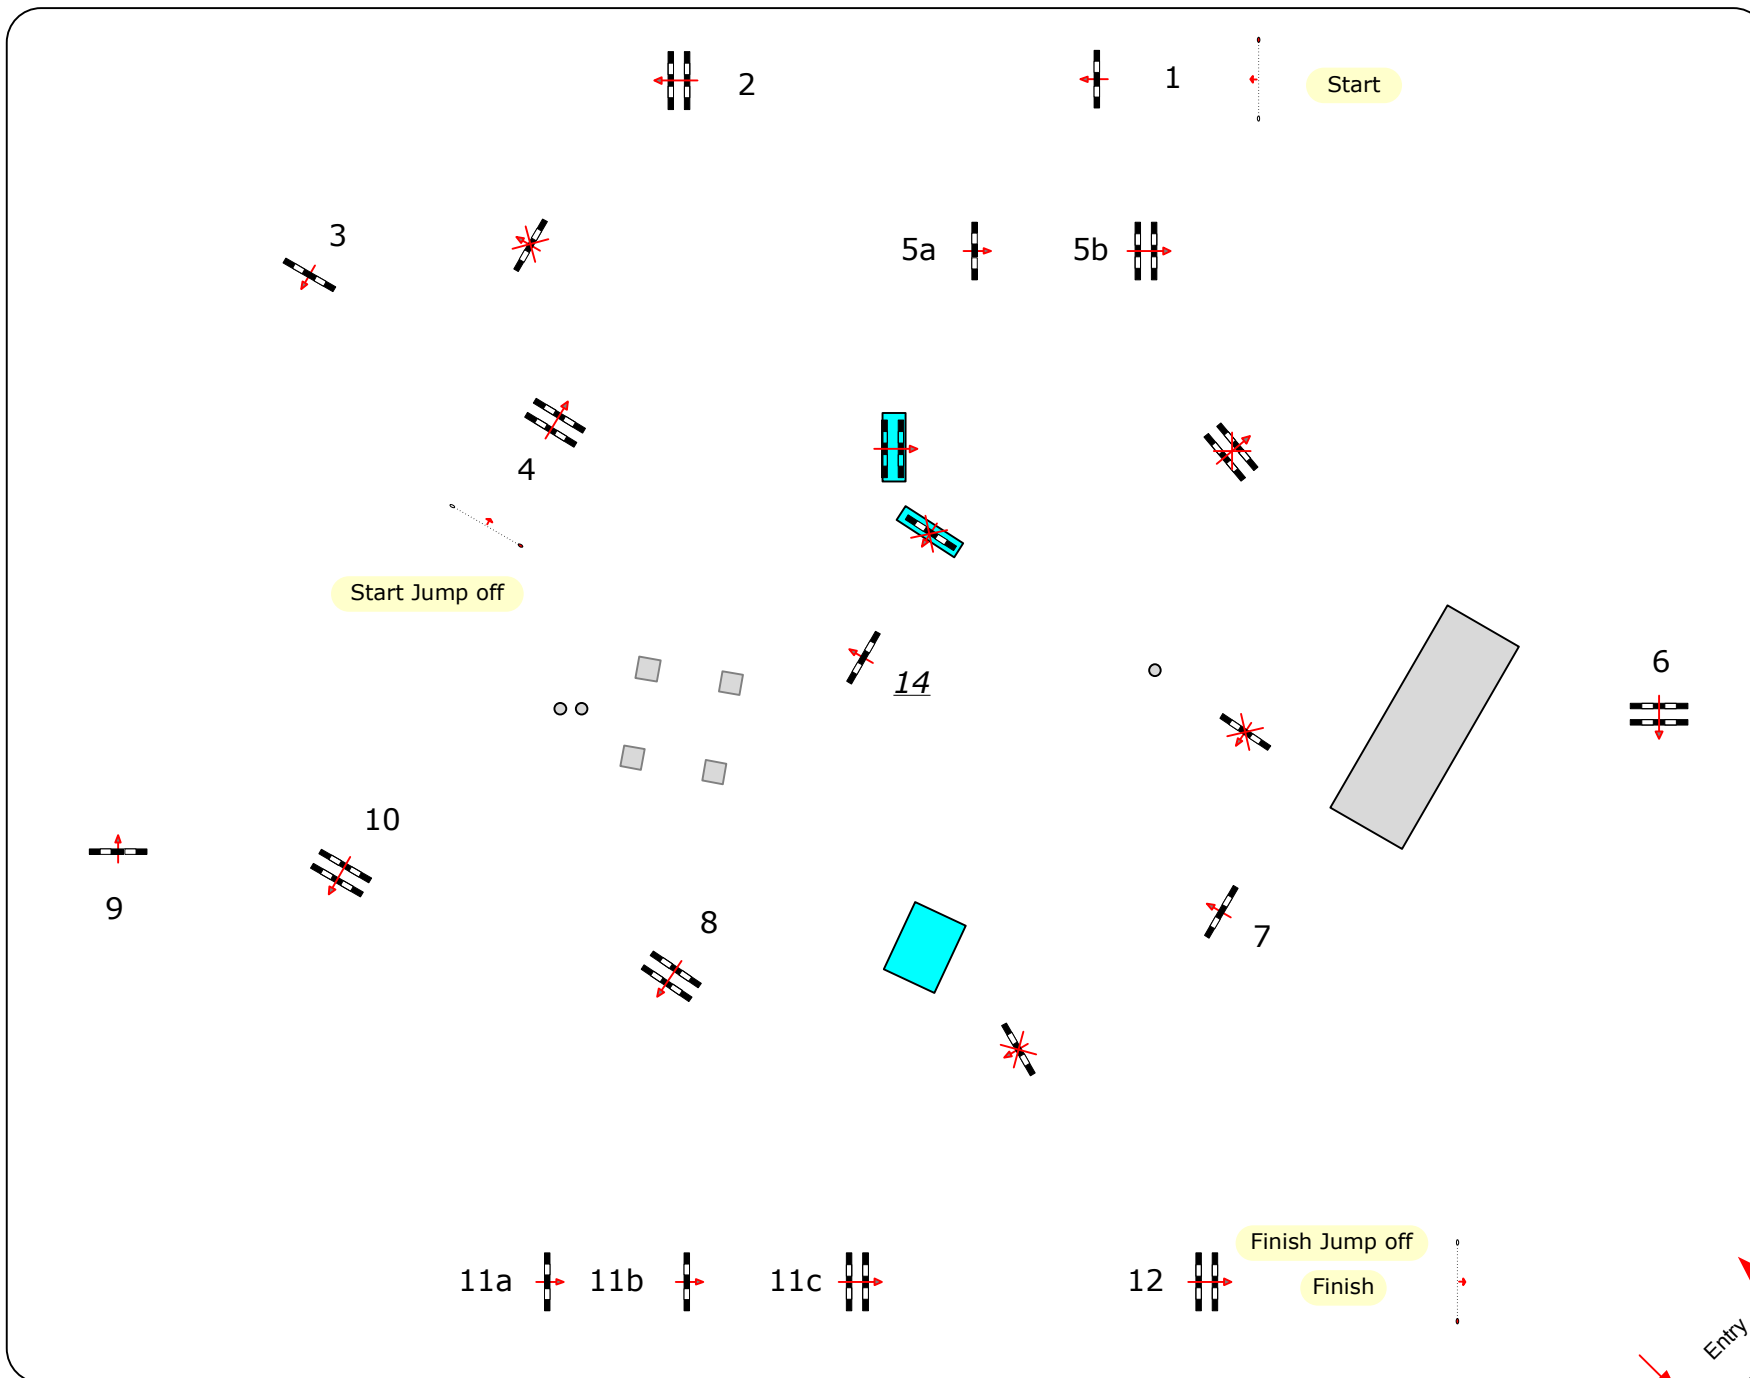 2
1
Start
3
5a
5b
4
Start Jump off
14
6
10
9
8
7
Finish Jump off
11a
11b
11c
12
Finish
Entry